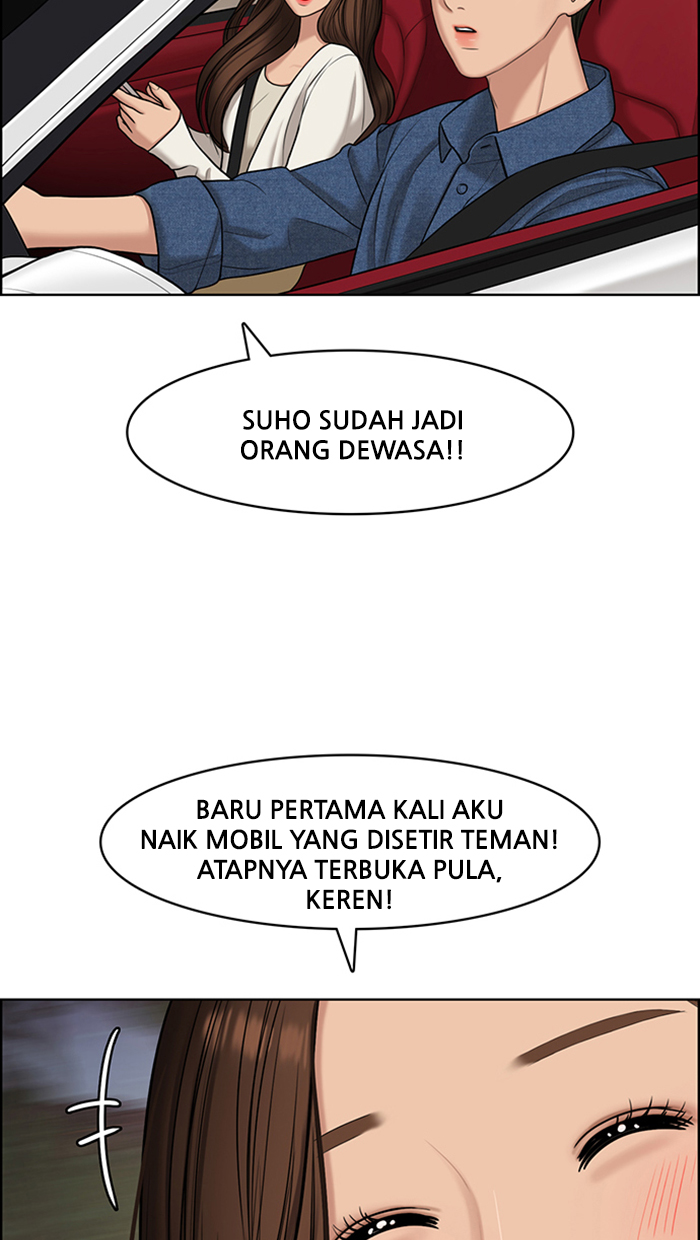 SUHO SUDAH JADI
ORANG DEWASA!!
BARU PERTAMA KALI AKU
NAIK MOBIL YANG DISETIR TEMAN!
ATAPNYA TERBUKA PULA,
KEREN!